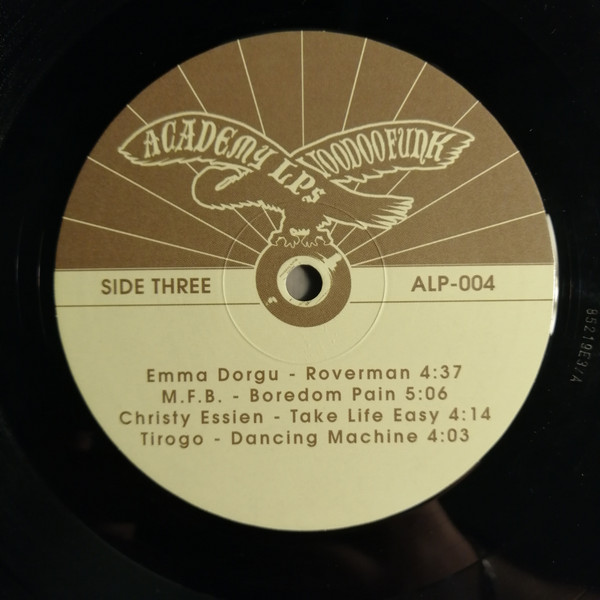 ACADEMY LPs VOODOOFUNK
SIDE THREE ALP-004
Emma Dorgu - Roverman 4:37
M.F.B. - Boredom Pain 5:06
Christy Essien - Take Life Easy 4:14
Tirogo - Dancing Machine 4:03
85219E3/A